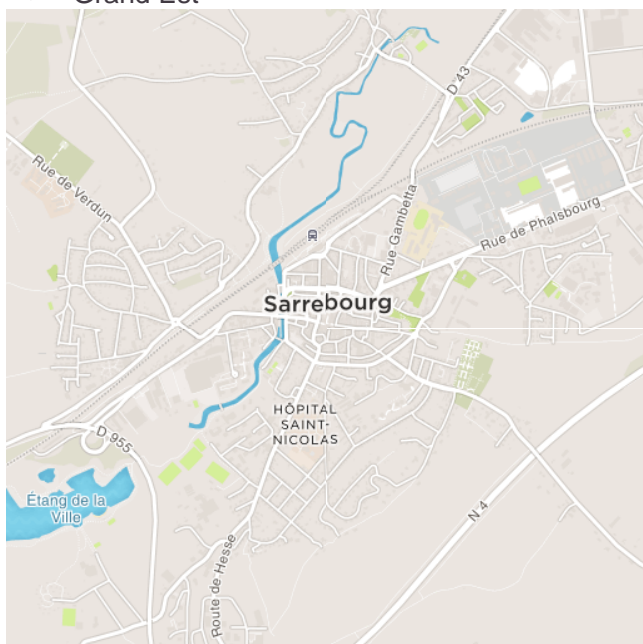 Grand Est
D 43
Rue de Verdun
Rue Gambetta
Rue de Phalsbourg
Sarrebourg
HÔPITAL
SAINT-
NICOLAS
D 955
Étang de la
Ville
N 4
Route de Hesse